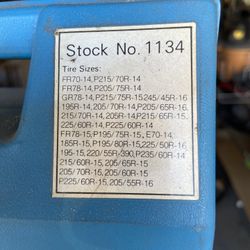 Stock No. 1134
Tire Sizes:
FR70-14,P215/70R-14
FR78-14,P205/75R-14
GR78-14,P215/75R-15245/45R-16
195R-14,205/70R-14,P205/65R-15
215/70R-14,205R-14,P215/65R-15
225/60R-14,P225/60R-14
FR78-15,P195/75R-15,E70-14
185R-15,P195/80R-15,225/50R-16
195-15,220/55R-390,P235/60R-14
215/60R-15,205/65R-15
205/70R-15,205/60R-15
P225/60R-15,205/55R-16